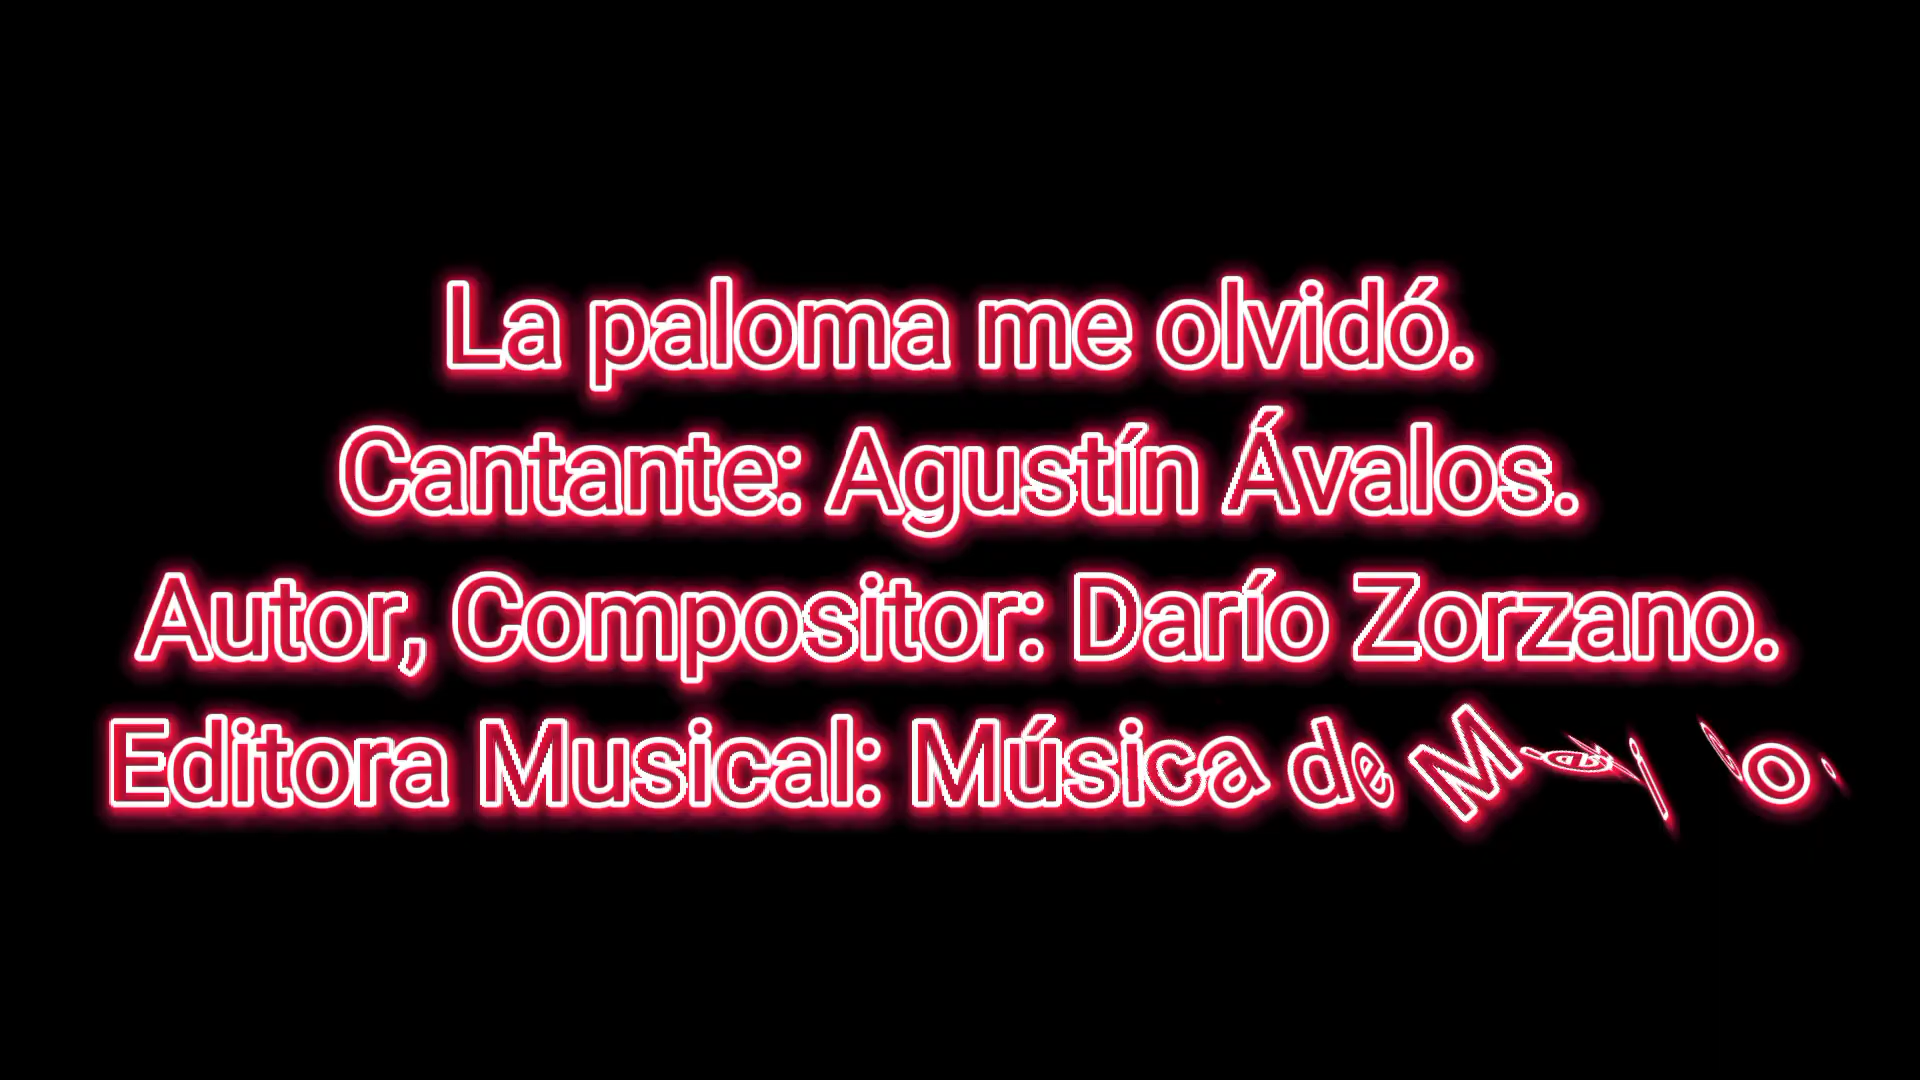 La paloma me olvidó.
Cantante: Agustín Ávalos.
Autor, Compositor: Darío Zorzano.
Editora Musical: Música de